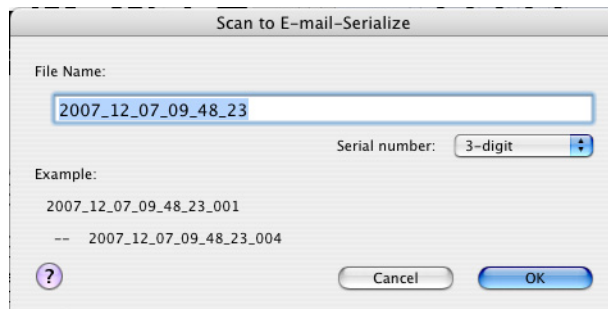 Scan to E-mail-Serialize
File Name:
2007_12_07_09_48_23
Serial number: 3-digit
Example:
2007_12_07_09_48_23_001
-- 2007_12_07_09_48_23_004
? Cancel OK